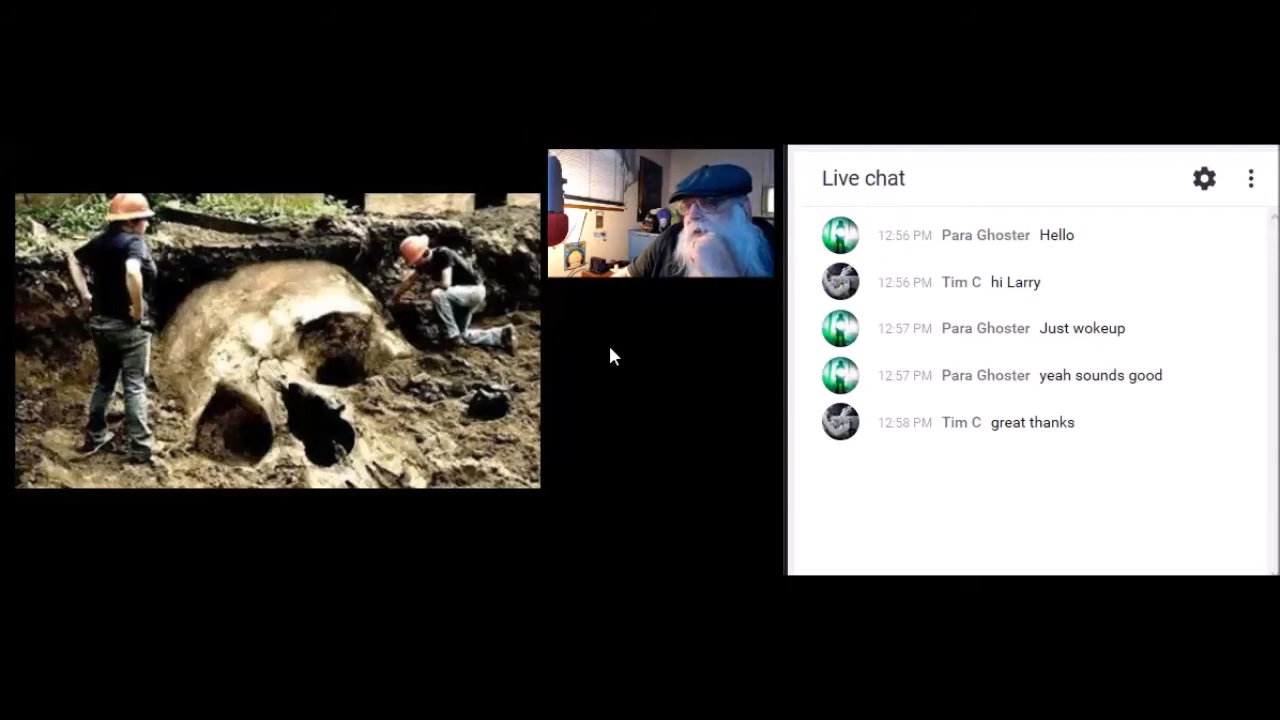 Live chat
12:56 PM Para Ghoster Hello
12:56 PM Tim C hi Larry
12:57 PM Para Ghoster Just wokeup
12:57 PM Para Ghoster yeah sounds good
12:58 PM Tim C great thanks